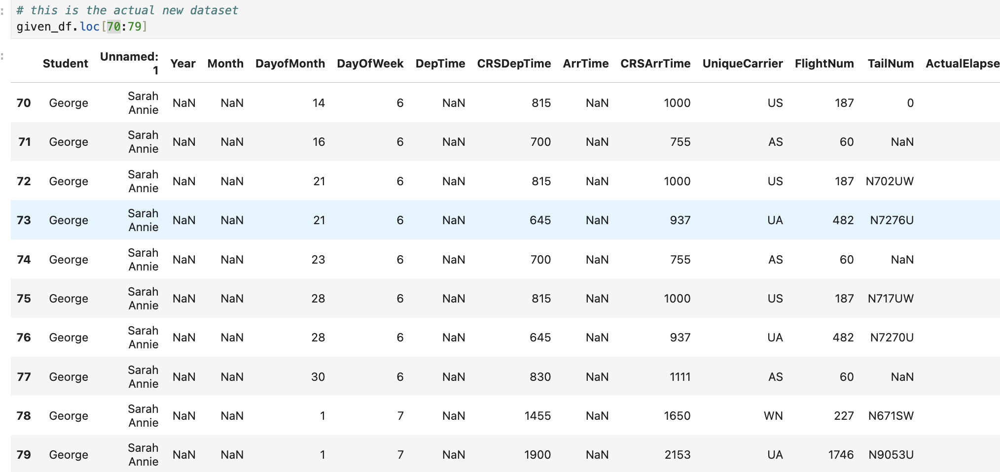 # this is the actual new dataset
given_df.loc[70:79]
Student Unnamed: 1 Year Month DayofMonth DayOfWeek DepTime CRSDepTime ArrTime CRSArrTime UniqueCarrier FlightNum TailNum ActualElapse
70 George Sarah Annie NaN NaN 14 6 NaN 815 NaN 1000 US 187 0
71 George Sarah Annie NaN NaN 16 6 NaN 700 NaN 755 AS 60 NaN
72 George Sarah Annie NaN NaN 21 6 NaN 815 NaN 1000 US 187 N702UW
73 George Sarah Annie NaN NaN 21 6 NaN 645 NaN 937 UA 482 N7276U
74 George Sarah Annie NaN NaN 23 6 NaN 700 NaN 755 AS 60 NaN
75 George Sarah Annie NaN NaN 28 6 NaN 815 NaN 1000 US 187 N717UW
76 George Sarah Annie NaN NaN 28 6 NaN 645 NaN 937 UA 482 N7270U
77 George Sarah Annie NaN NaN 30 6 NaN 830 NaN 1111 AS 60 NaN
78 George Sarah Annie NaN NaN 1 7 NaN 1455 NaN 1650 WN 227 N671SW
79 George Sarah Annie NaN NaN 1 7 NaN 1900 NaN 2153 UA 1746 N9053U